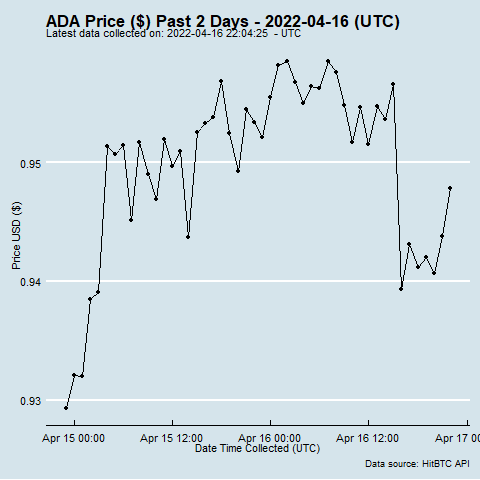 ADA Price ($) Past 2 Days - 2022-04-16 (UTC)
Latest data collected on: 2022-04-16 22:04:25 - UTC
Price USD ($)
0.95
0.94
0.93
Apr 15 00:00 Apr 15 12:00 Apr 16 00:00 Apr 16 12:00 Apr 17 00
Date Time Collected (UTC)
Data source: HitBTC API